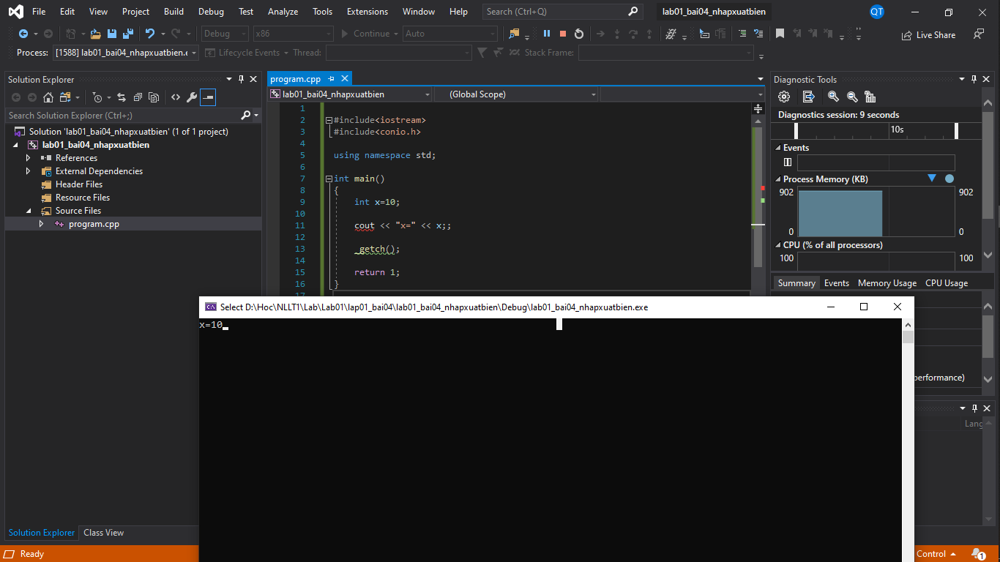 File Edit View Project Build Debug Test Analyze Tools Extensions Window Help Search (Ctrl+Q) lab01_bai04_nhapxuatbien QT
Debug x86 Continue Auto Live Share
Process: [1588] lab01_bai04_nhapxuatbien.e Lifecycle Events Thread: Stack Frame:
Solution Explorer
Search Solution Explorer (Ctrl+;)
Solution 'lab01_bai04_nhapxuatbien' (1 of 1 project)
lab01_bai04_nhapxuatbien
References
External Dependencies
Header Files
Resource Files
Source Files
program.cpp
Solution Explorer Class View
program.cpp
lab01_bai04_nhapxuatbien (Global Scope)
1
2 #include<iostream>
3 #include<conio.h>
4
5 using namespace std;
6
7 int main()
8 {
9 int x=10;
10
11 cout << "x=" << x;;
12
13 _getch();
14
15 return 1;
16 }
17
Diagnostic Tools
Diagnostics session: 9 seconds
10s
Events
Process Memory (KB)
902 902
0 0
CPU (% of all processors)
100 100
Summary Events Memory Usage CPU Usage
performance)
Lang
Select D:\Hoc\NLLT1\Lab\Lab01\lap01_bai04\lab01_bai04_nhapxuatbien\Debug\lab01_bai04_nhapxuatbien.exe
x=10
Ready
Control 1